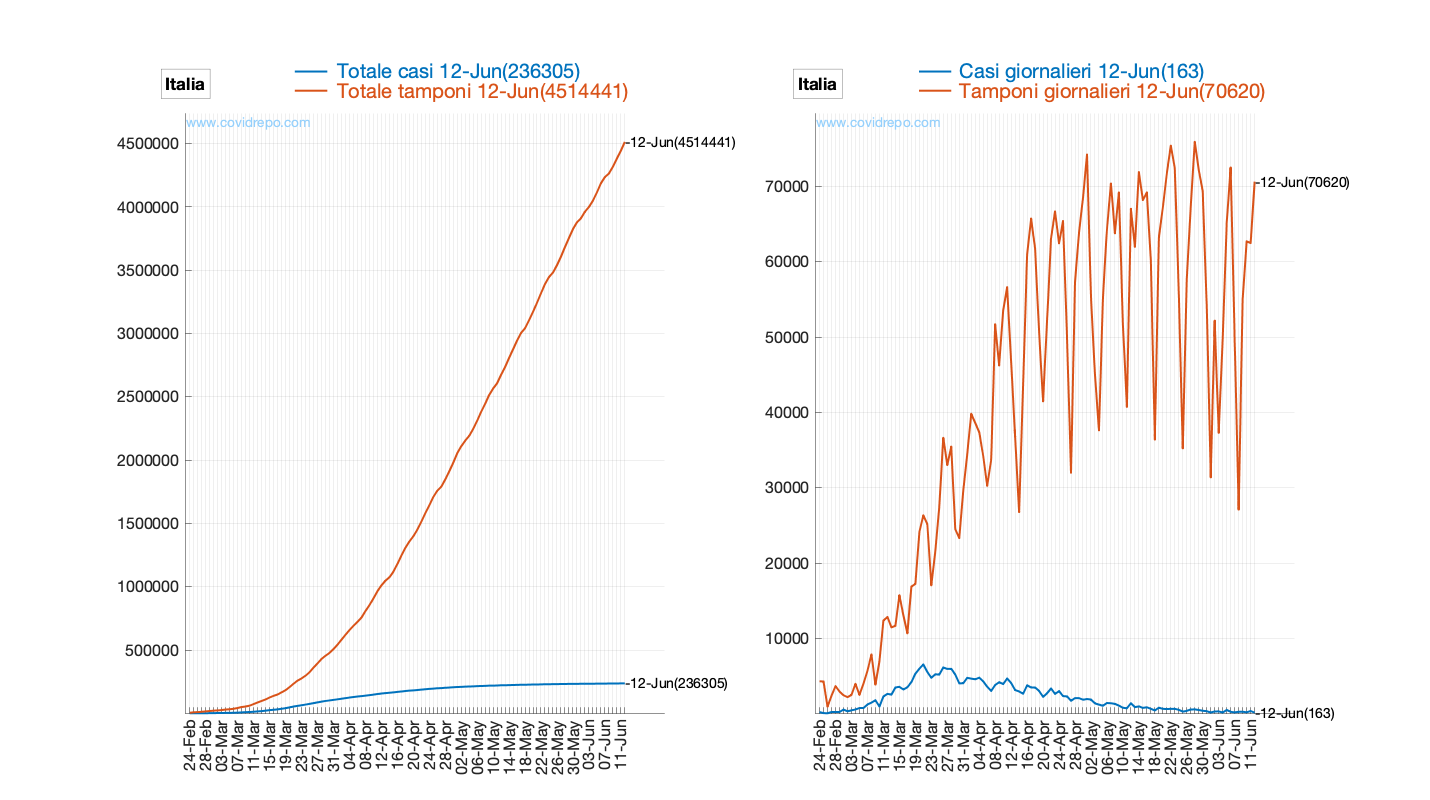 Italia
Totale casi 12-Jun(236305)
Totale tamponi 12-Jun(4514441)
www.covidrepo.com
4500000
4000000
3500000
3000000
2500000
2000000
1500000
1000000
500000
12-Jun(4514441)
12-Jun(236305)
24-Feb
28-Feb
03-Mar
07-Mar
11-Mar
15-Mar
19-Mar
23-Mar
27-Mar
31-Mar
04-Apr
08-Apr
12-Apr
16-Apr
20-Apr
24-Apr
28-Apr
02-May
06-May
10-May
14-May
18-May
22-May
26-May
30-May
03-Jun
07-Jun
11-Jun
Italia
Casi giornalieri 12-Jun(163)
Tamponi giornalieri 12-Jun(70620)
www.covidrepo.com
70000
60000
50000
40000
30000
20000
10000
12-Jun(70620)
12-Jun(163)
24-Feb
28-Feb
03-Mar
07-Mar
11-Mar
15-Mar
19-Mar
23-Mar
27-Mar
31-Mar
04-Apr
08-Apr
12-Apr
16-Apr
20-Apr
24-Apr
28-Apr
02-May
06-May
10-May
14-May
18-May
22-May
26-May
30-May
03-Jun
07-Jun
11-Jun